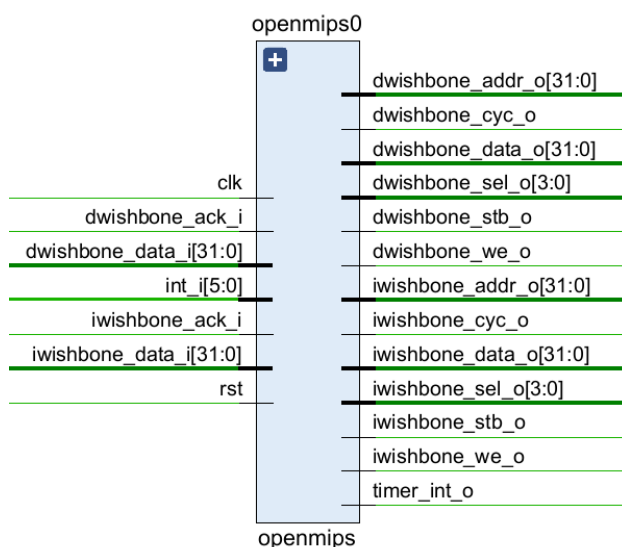 openmips0
clk
dwishbone_ack_i
dwishbone_data_i[31:0]
int_i[5:0]
iwishbone_ack_i
iwishbone_data_i[31:0]
rst
dwishbone_addr_o[31:0]
dwishbone_cyc_o
dwishbone_data_o[31:0]
dwishbone_sel_o[3:0]
dwishbone_stb_o
dwishbone_we_o
iwishbone_addr_o[31:0]
iwishbone_cyc_o
iwishbone_data_o[31:0]
iwishbone_sel_o[3:0]
iwishbone_stb_o
iwishbone_we_o
timer_int_o
openmips